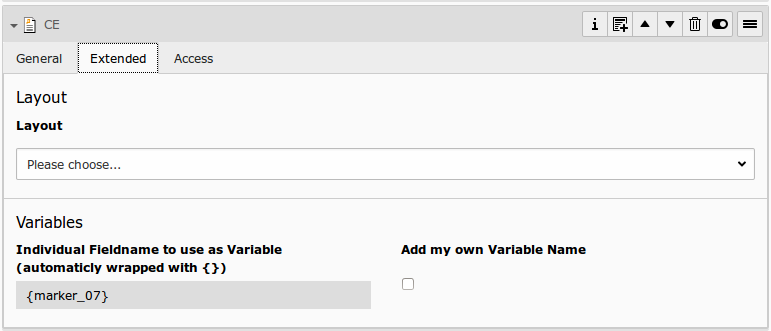 CE
General Extended Access
Layout
Layout
Please choose...
Variables
Individual Fieldname to use as Variable
(automaticly wrapped with {})
{marker_07}
Add my own Variable Name